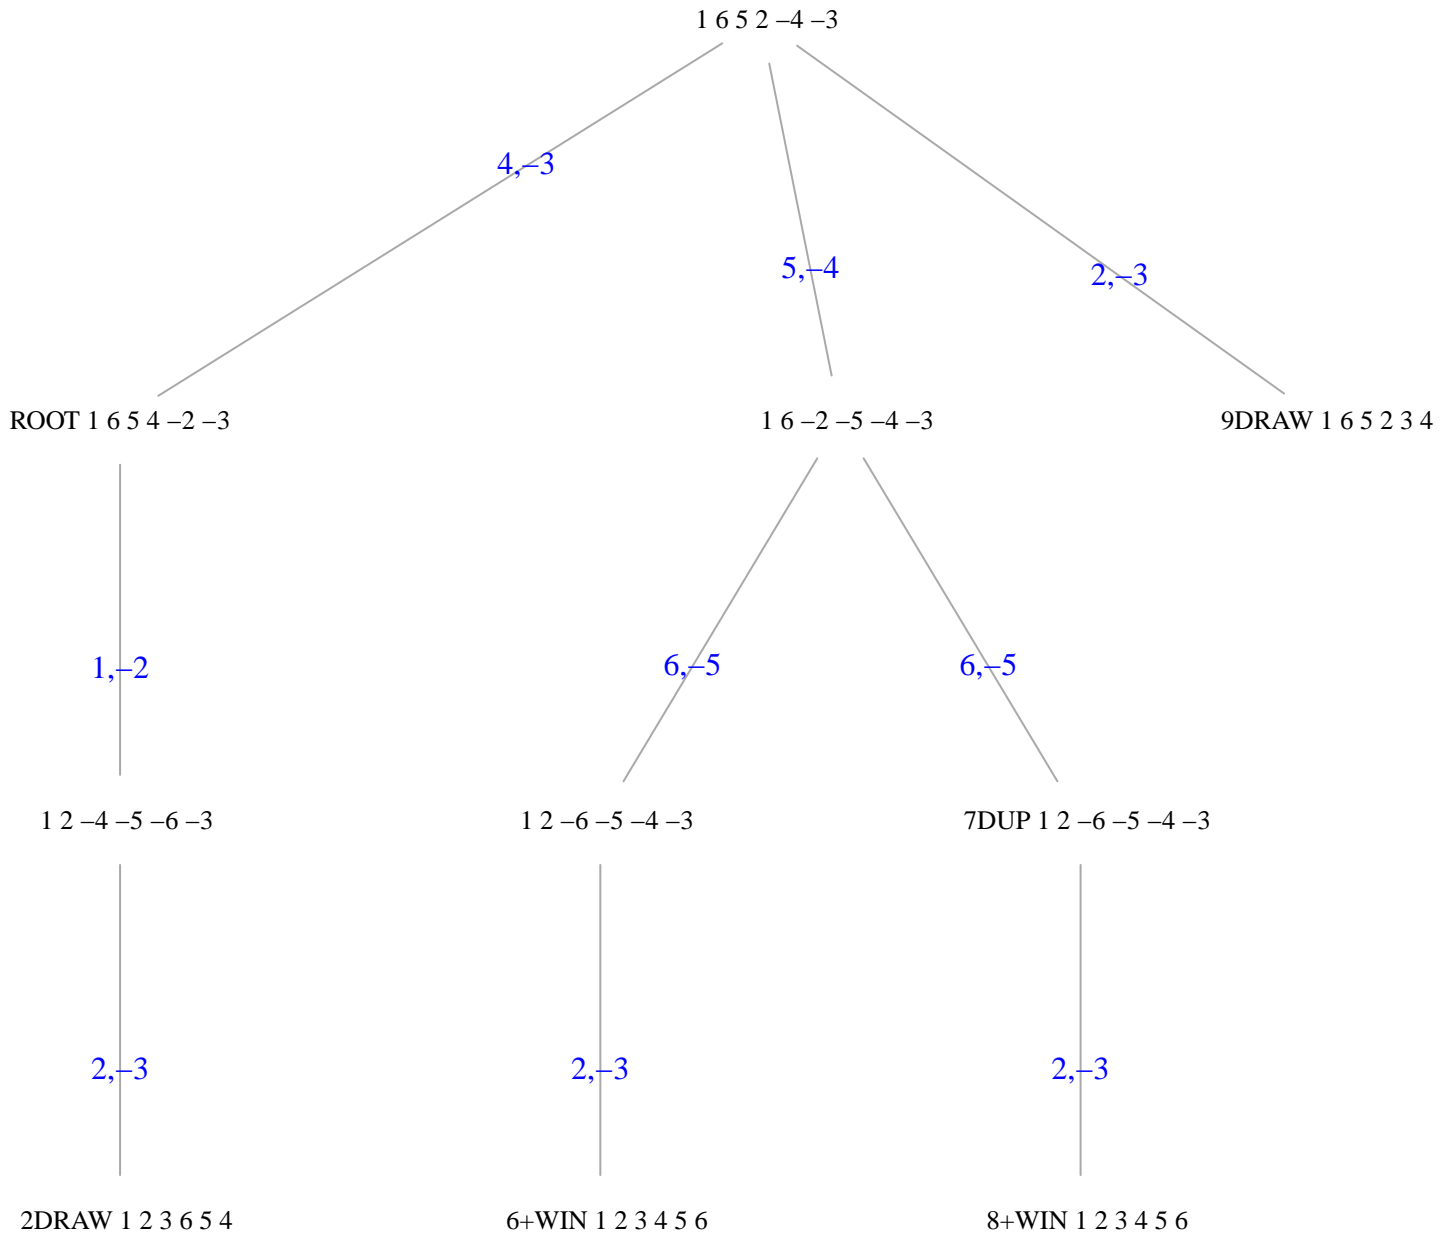 1 6 5 2 –4 –3
4,–3
5,–4
2,–3
ROOT 1 6 5 4 –2 –3
1 6 –2 –5 –4 –3
9DRAW 1 6 5 2 3 4
1,–2
6,–5
6,–5
1 2 –4 –5 –6 –3
1 2 –6 –5 –4 –3
7DUP 1 2 –6 –5 –4 –3
2,–3
2,–3
2,–3
2DRAW 1 2 3 6 5 4
6+WIN 1 2 3 4 5 6
8+WIN 1 2 3 4 5 6